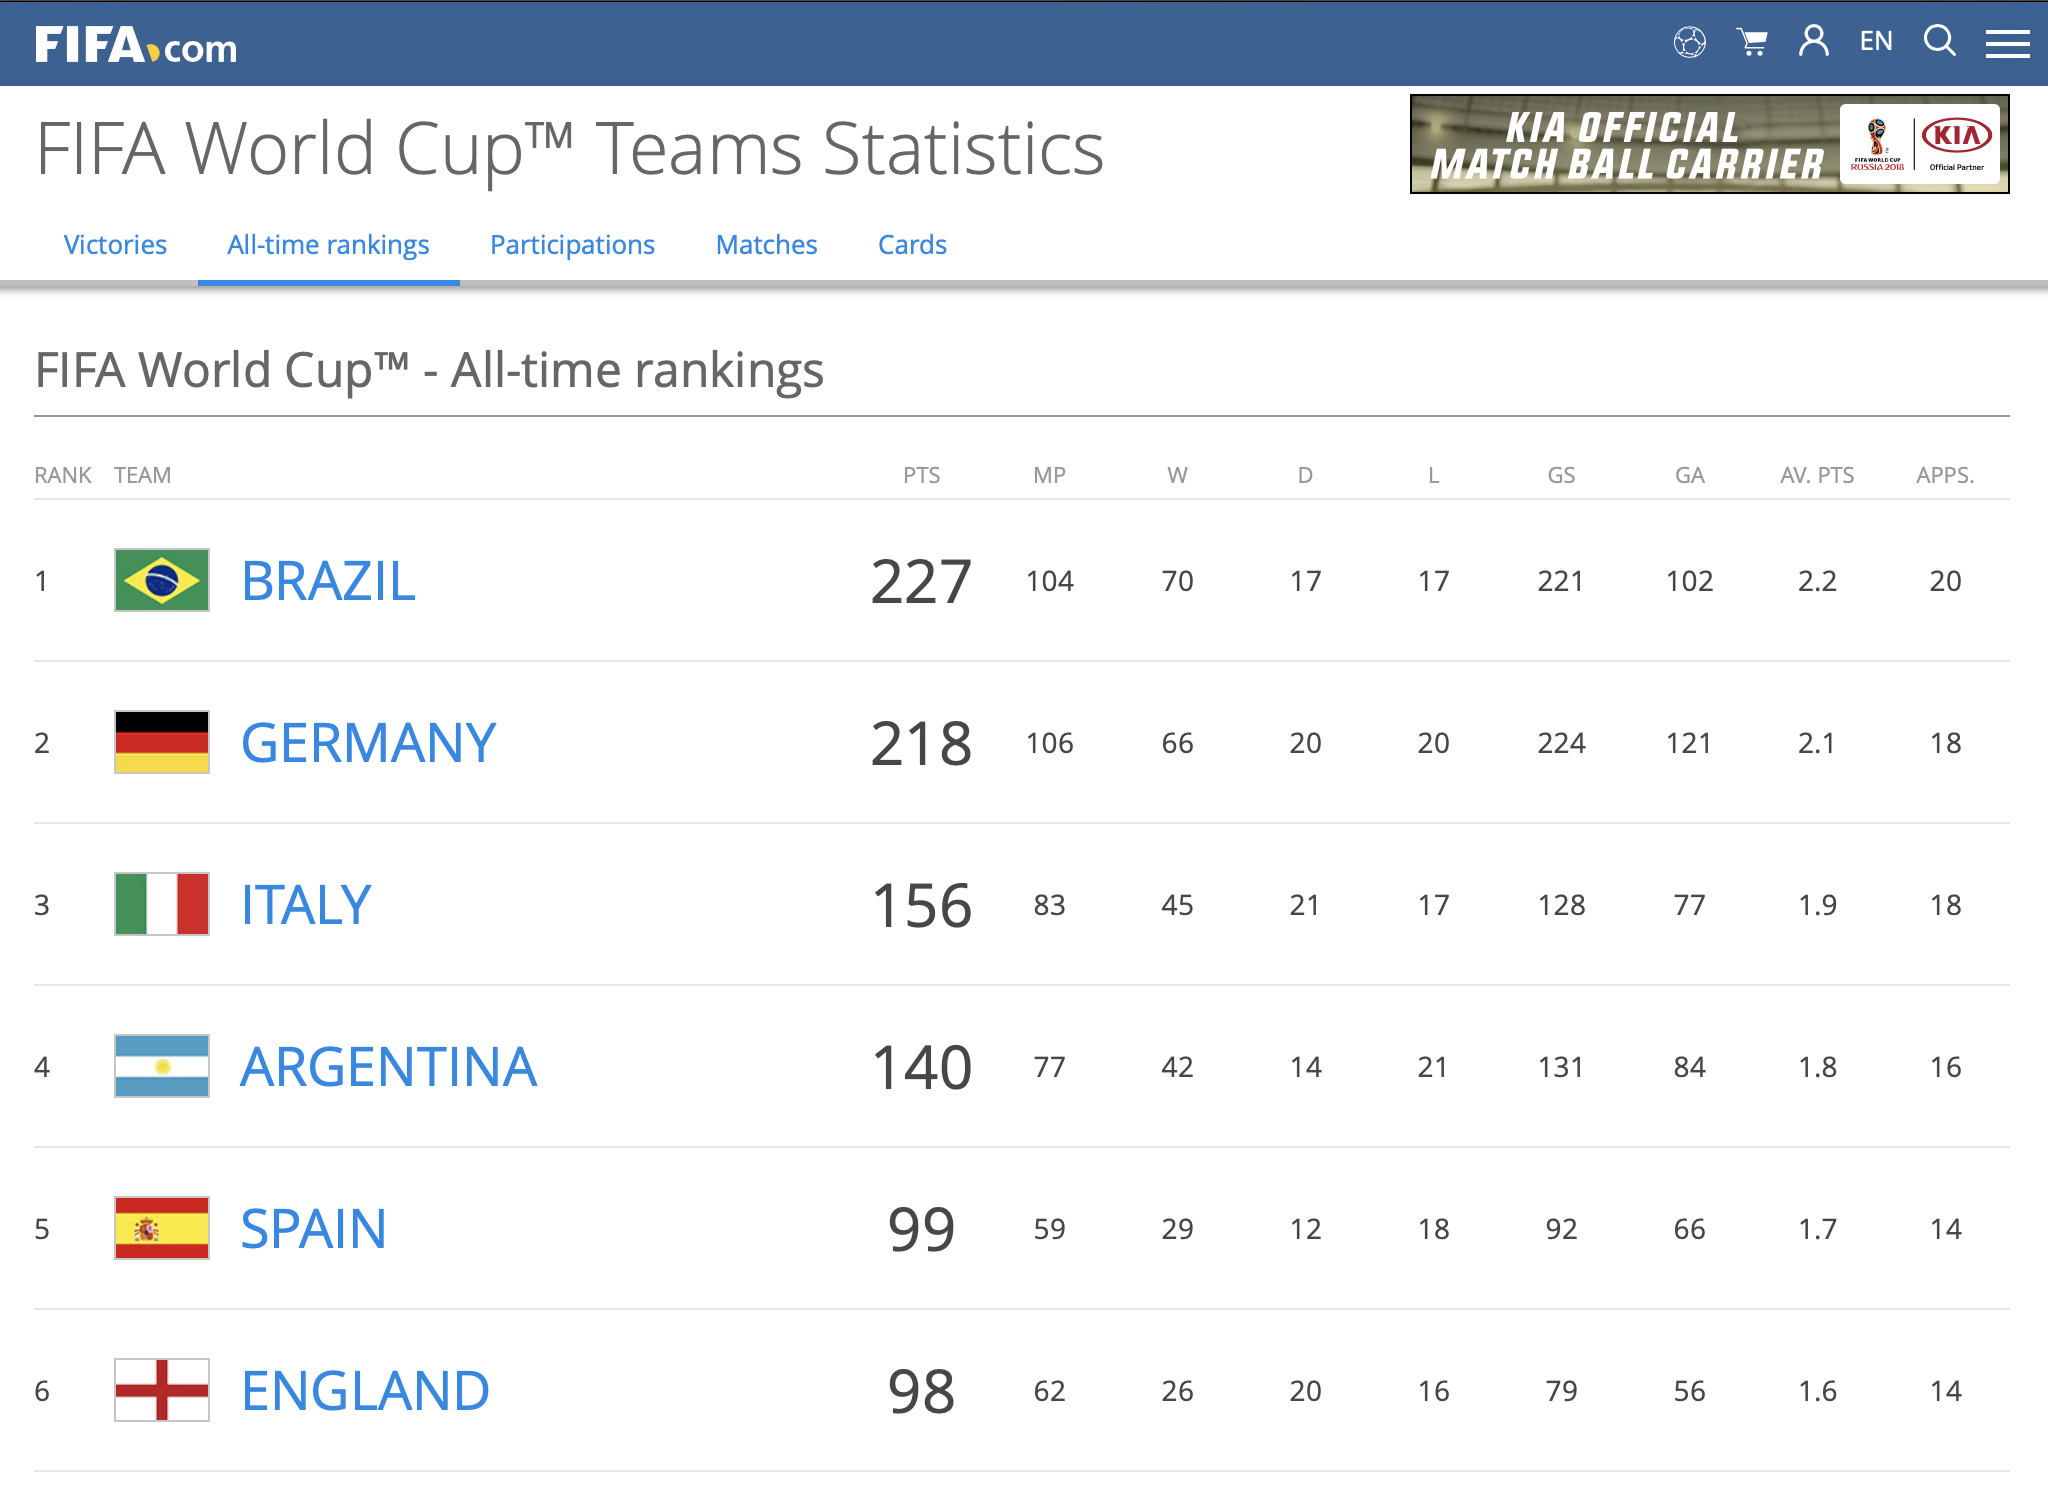 FIFA.com
EN
FIFA World Cup™ Teams Statistics
KIA OFFICIAL
MATCH BALL CARRIER
FIFA WORLD CUP
RUSSIA 2018
KIA
Official Partner
Victories All-time rankings Participations Matches Cards
FIFA World Cup™ - All-time rankings
RANK TEAM PTS MP W D L GS GA AV. PTS APPS.
1 BRAZIL 227 104 70 17 17 221 102 2.2 20
2 GERMANY 218 106 66 20 20 224 121 2.1 18
3 ITALY 156 83 45 21 17 128 77 1.9 18
4 ARGENTINA 140 77 42 14 21 131 84 1.8 16
5 SPAIN 99 59 29 12 18 92 66 1.7 14
6 ENGLAND 98 62 26 20 16 79 56 1.6 14